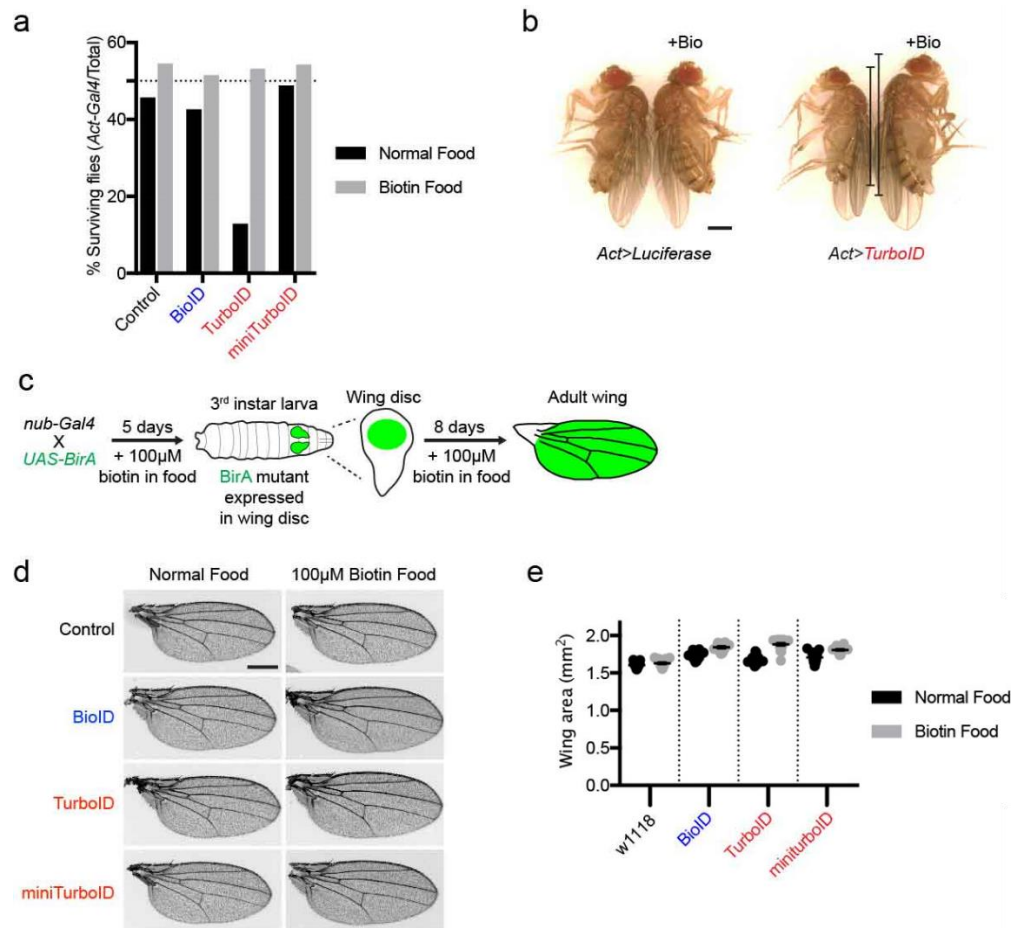 a
% Surviving flies (Act-Gal4/Total)
60
40
20
0
Control
BioID
TurboID
miniTurboID
Normal Food
Biotin Food
b
+Bio
+Bio
Act>Luciferase
Act>TurboID
c
nub-Gal4
X
UAS-BirA
5 days
+ 100µM
biotin in food
3rd instar larva
BirA mutant
expressed
in wing disc
Wing disc
8 days
+ 100µM
biotin in food
Adult wing
d
Normal Food
100µM Biotin Food
Control
BioID
TurboID
miniTurboID
e
Wing area (mm²)
2.0
1.5
1.0
0.5
0.0
w1118
BioID
TurboID
miniturboID
Normal Food
Biotin Food